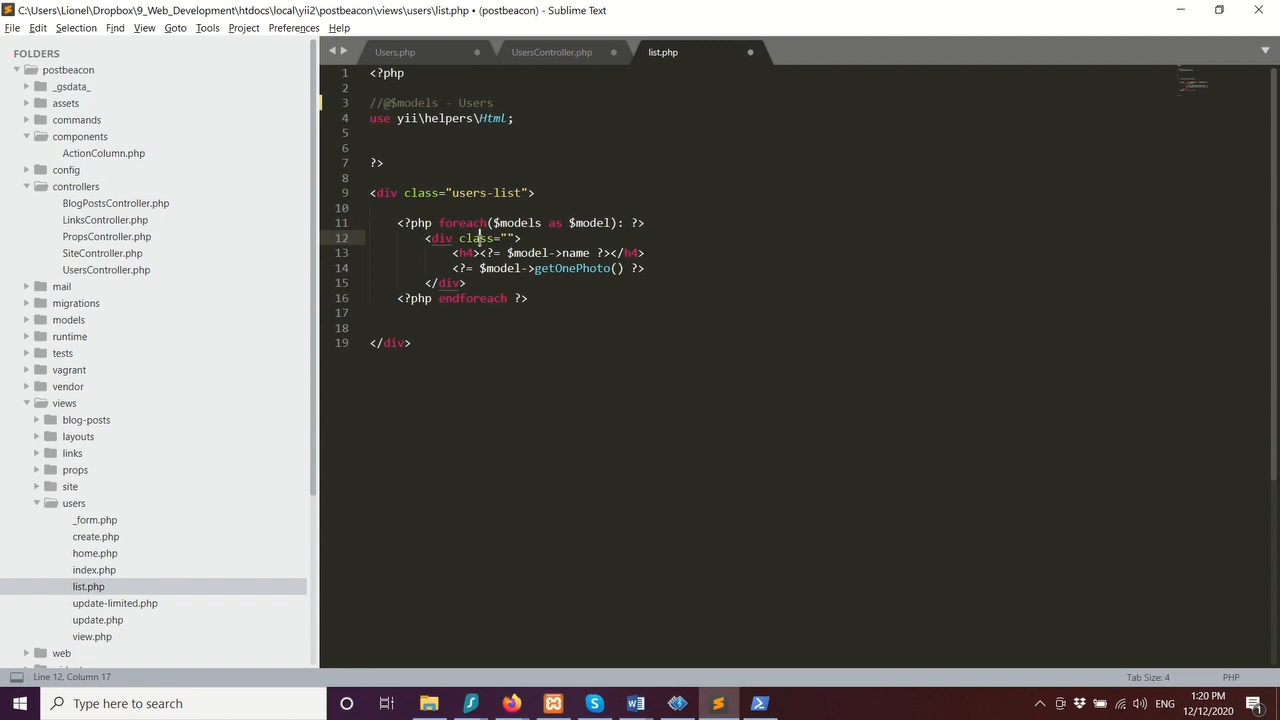 C:\Users\Lionel\Dropbox\9_Web_Development\htdocs\local\yii2\postbeacon\views\users\list.php • (postbeacon) - Sublime Text
File Edit Selection Find View Goto Tools Project Preferences Help
FOLDERS
postbeacon
_gsdata_
assets
commands
components
ActionColumn.php
config
controllers
BlogPostsController.php
LinksController.php
PropsController.php
SiteController.php
UsersController.php
mail
migrations
models
runtime
tests
vagrant
vendor
views
blog-posts
layouts
links
props
site
users
_form.php
create.php
home.php
index.php
list.php
update-limited.php
update.php
view.php
web
Users.php UsersController.php list.php
1 <?php
2
3 //@$models - Users
4 use yii\helpers\Html;
5
6
7 ?>
8
9 <div class="users-list">
10
11 <?php foreach($models as $model): ?>
12 <div class="">
13 <h4><?= $model->name ?></h4>
14 <?= $model->getOnePhoto() ?>
15 </div>
16 <?php endforeach ?>
17
18
19 </div>
Line 12, Column 17 Tab Size: 4 PHP
Type here to search
1:20 PM
12/12/2020
1